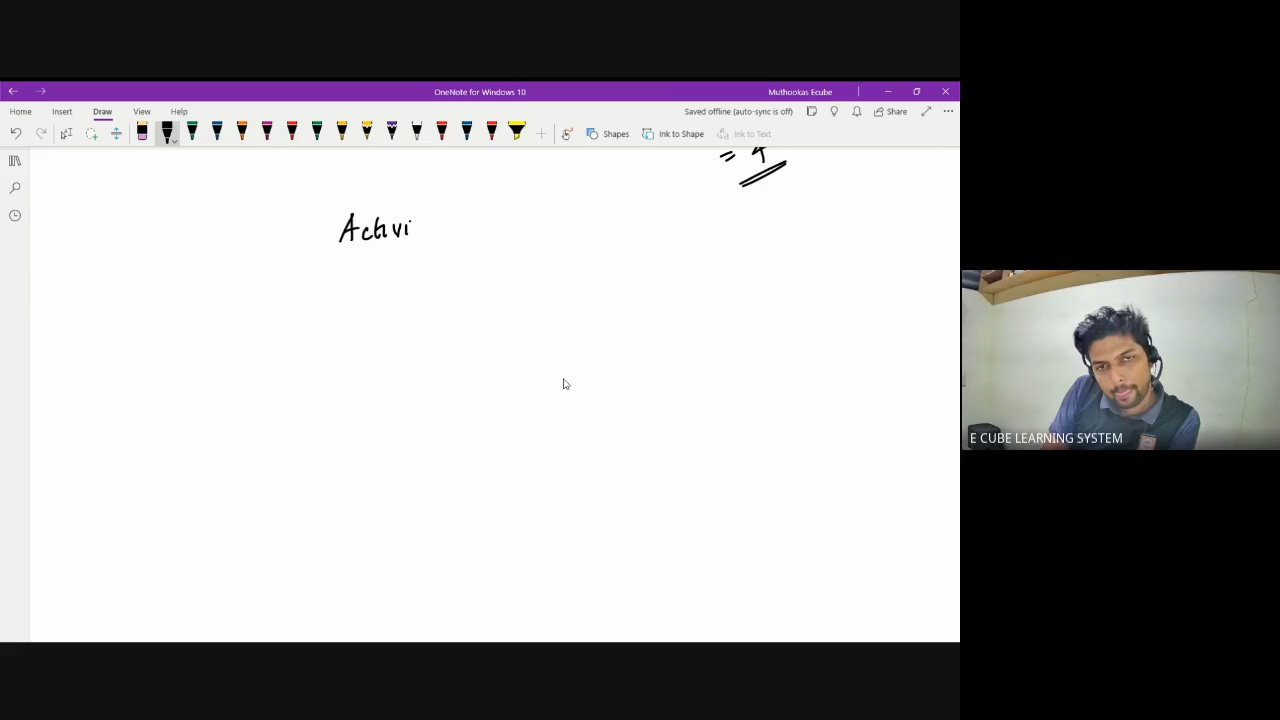 OneNote for Windows 10
Muthookas Ecube
Home Insert Draw View Help
Saved offline (auto-sync is off)
Share
Shapes
Ink to Shape
Ink to Text
=
Activi
E CUBE LEARNING SYSTEM